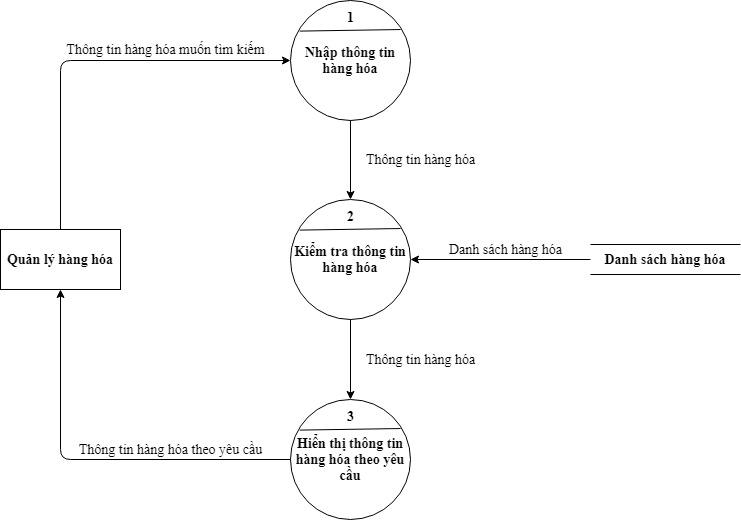 1
Thông tin hàng hóa muốn tìm kiếm
Nhập thông tin
hàng hóa
Thông tin hàng hóa
2
Quản lý hàng hóa
Kiểm tra thông tin
hàng hóa
Danh sách hàng hóa
Danh sách hàng hóa
Thông tin hàng hóa
3
Thông tin hàng hóa theo yêu cầu
Hiển thị thông tin
hàng hóa theo yêu
cầu